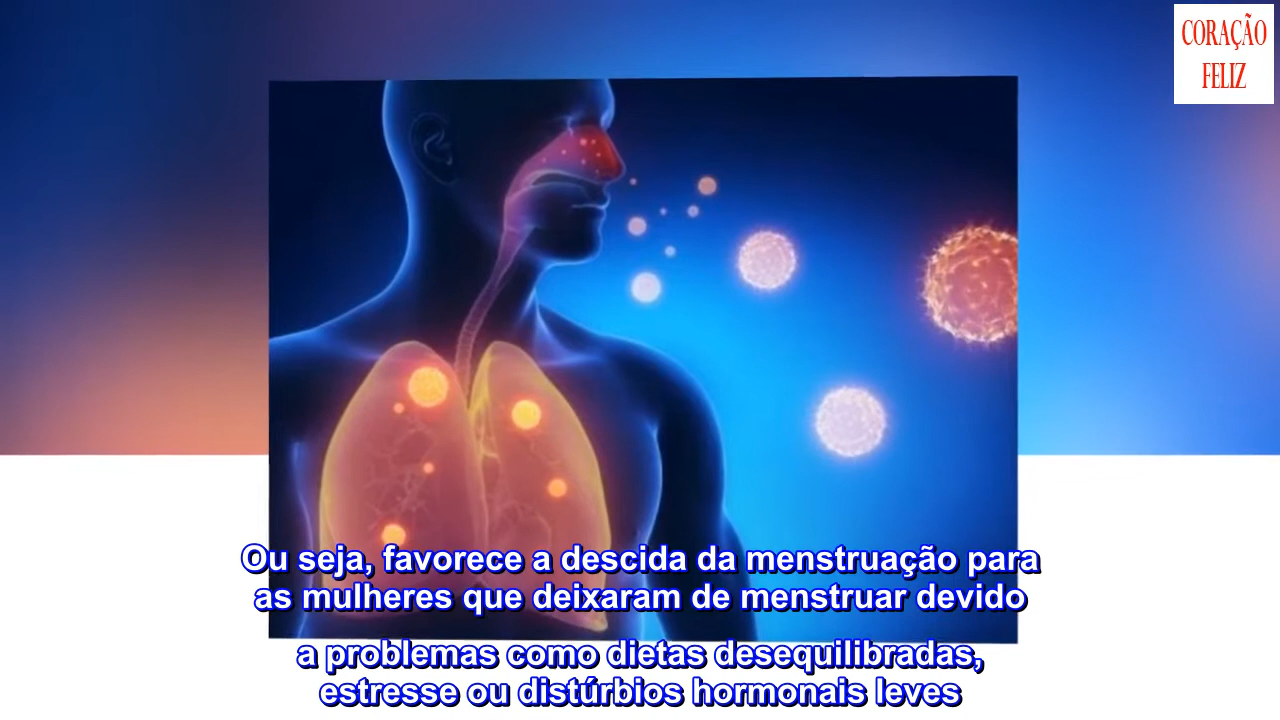 CORAÇÃO
FELIZ
Ou seja, favorece a descida da menstruação para
as mulheres que deixaram de menstruar devido
a problemas como dietas desequilibradas,
estresse ou distúrbios hormonais leves